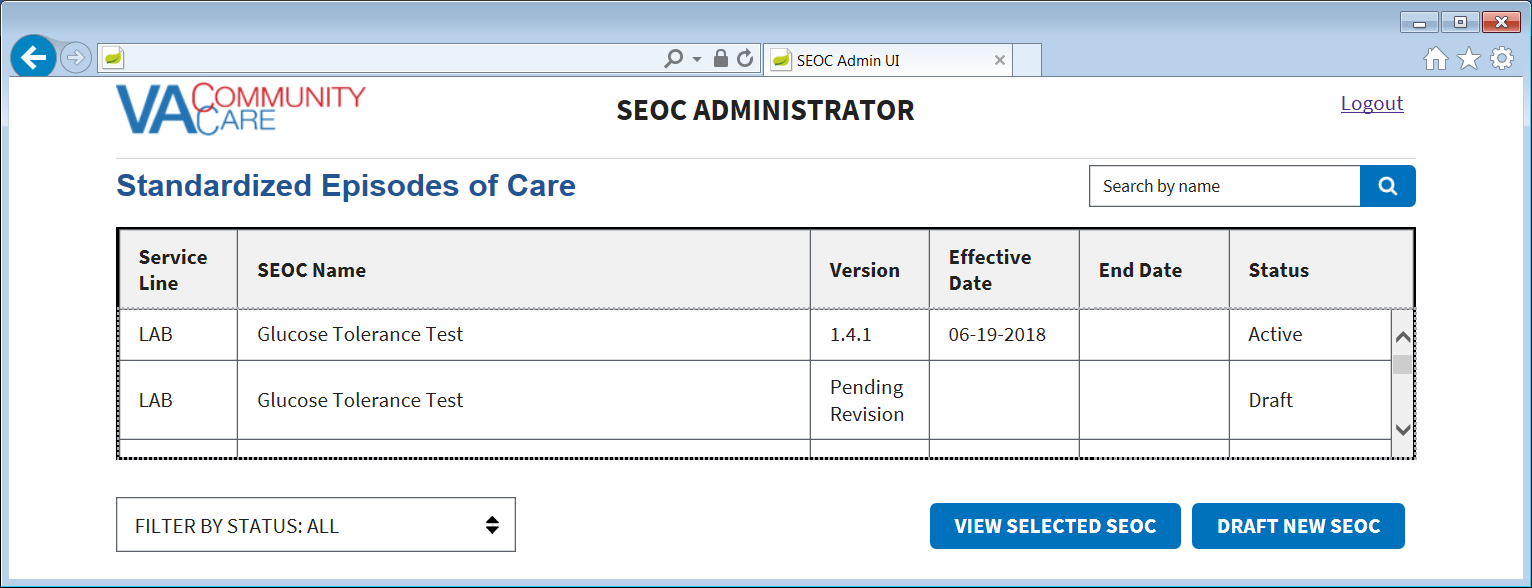 SEOC Admin UI
VA COMMUNITY CARE
SEOC ADMINISTRATOR
Logout
Standardized Episodes of Care
Search by name
Service Line
SEOC Name
Version
Effective Date
End Date
Status
LAB Glucose Tolerance Test 1.4.1 06-19-2018 Active
LAB Glucose Tolerance Test Pending Revision Draft
FILTER BY STATUS: ALL
VIEW SELECTED SEOC
DRAFT NEW SEOC